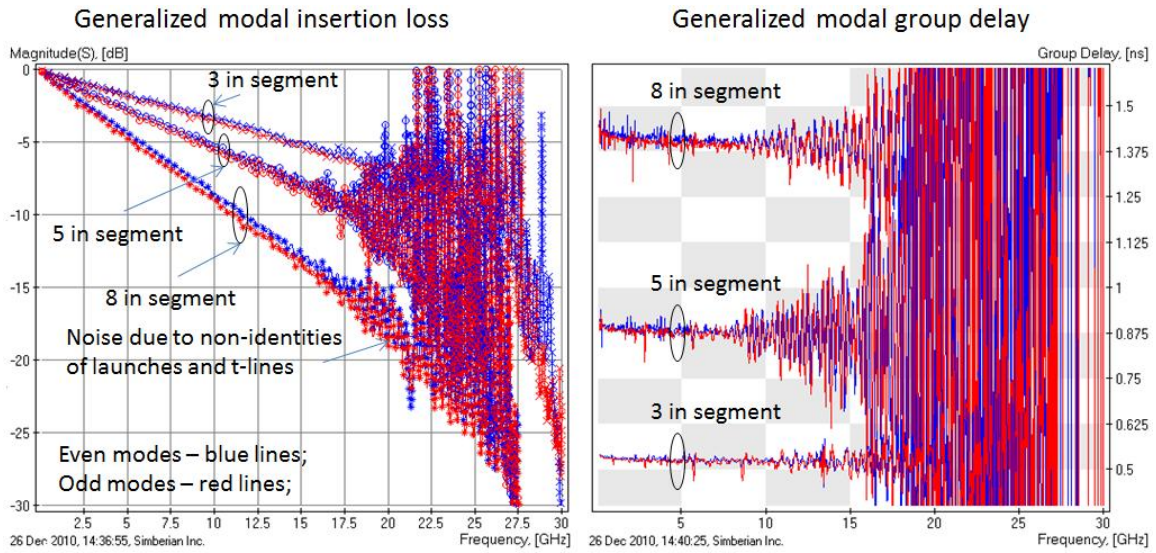 Generalized modal insertion loss
Generalized modal group delay
Magnitude(S), [dB]
Group Delay, [ns]
0
-5
-10
-15
-20
-25
-30
3 in segment
5 in segment
8 in segment
Noise due to non-identities
of launches and t-lines
Even modes – blue lines;
Odd modes – red lines;
2.5 5 7.5 10 12.5 15 17.5 20 22.5 25 27.5 30
Frequency, [GHz]
26 Dec 2010, 14:36:55, Simberian Inc.
8 in segment
5 in segment
3 in segment
1.5
1.375
1.25
1.125
1
0.875
0.75
0.625
0.5
5 10 15 20 25 30
Frequency, [GHz]
26 Dec 2010, 14:40:25, Simberian Inc.